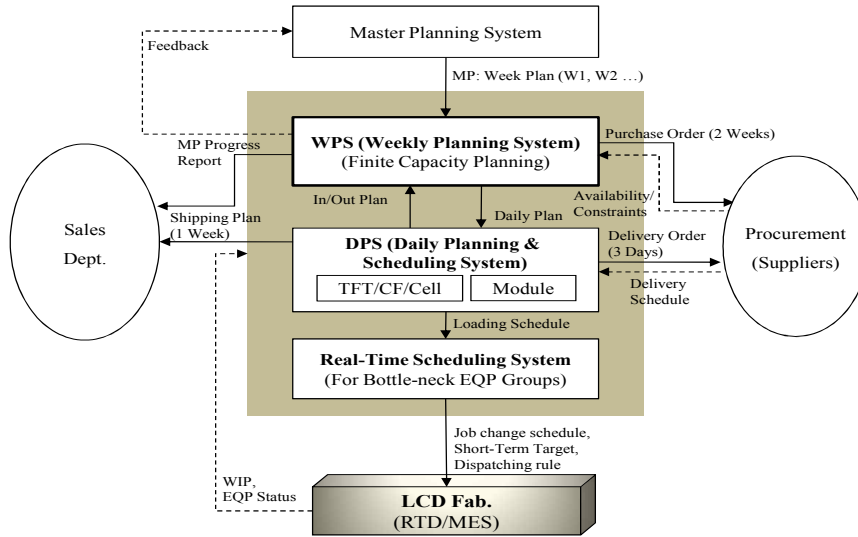 Feedback
Master Planning System
MP: Week Plan (W1, W2 …)
WPS (Weekly Planning System)
(Finite Capacity Planning)
Purchase Order (2 Weeks)
MP Progress
Report
In/Out Plan
Daily Plan
Availability/
Constraints
Sales
Dept.
Shipping Plan
(1 Week)
DPS (Daily Planning &
Scheduling System)
TFT/CF/Cell
Module
Delivery Order
(3 Days)
Delivery
Schedule
Procurement
(Suppliers)
Loading Schedule
Real-Time Scheduling System
(For Bottle-neck EQP Groups)
Job change schedule,
Short-Term Target,
Dispatching rule
WIP,
EQP Status
LCD Fab.
(RTD/MES)